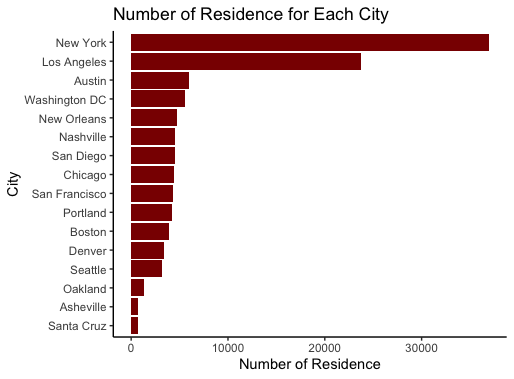 Number of Residence for Each City
New York
Los Angeles
Austin
Washington DC
New Orleans
Nashville
San Diego
Chicago
San Francisco
Portland
Boston
Denver
Seattle
Oakland
Asheville
Santa Cruz
City
0 10000 20000 30000
Number of Residence